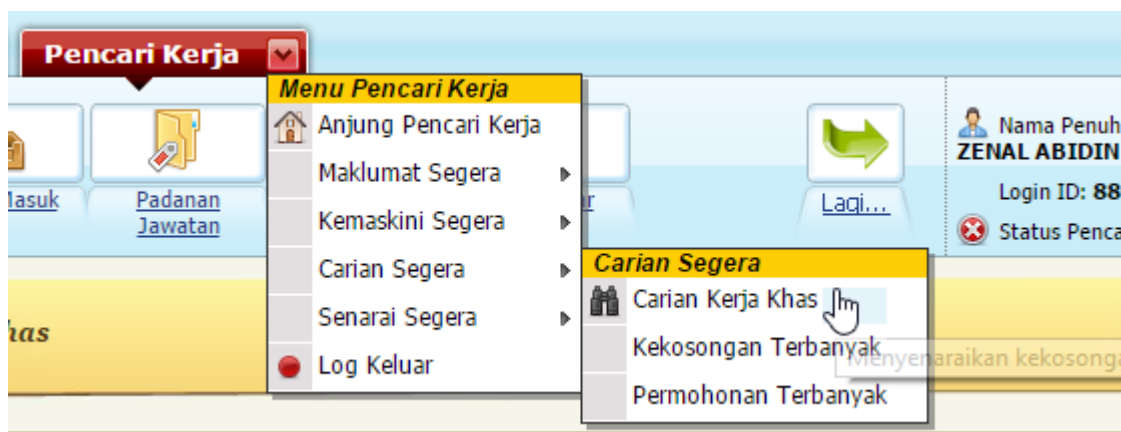 Pencari Kerja
Menu Pencari Kerja
Anjung Pencari Kerja
Maklumat Segera
Kemaskini Segera
Carian Segera
Senarai Segera
Log Keluar
Carian Segera
Carian Kerja Khas
Kekosongan Terbanyak
Permohonan Terbanyak
Padanan
Jawatan
Lagi...
Nama Penuh
ZENAL ABIDIN
Login ID: 88
Status Penca